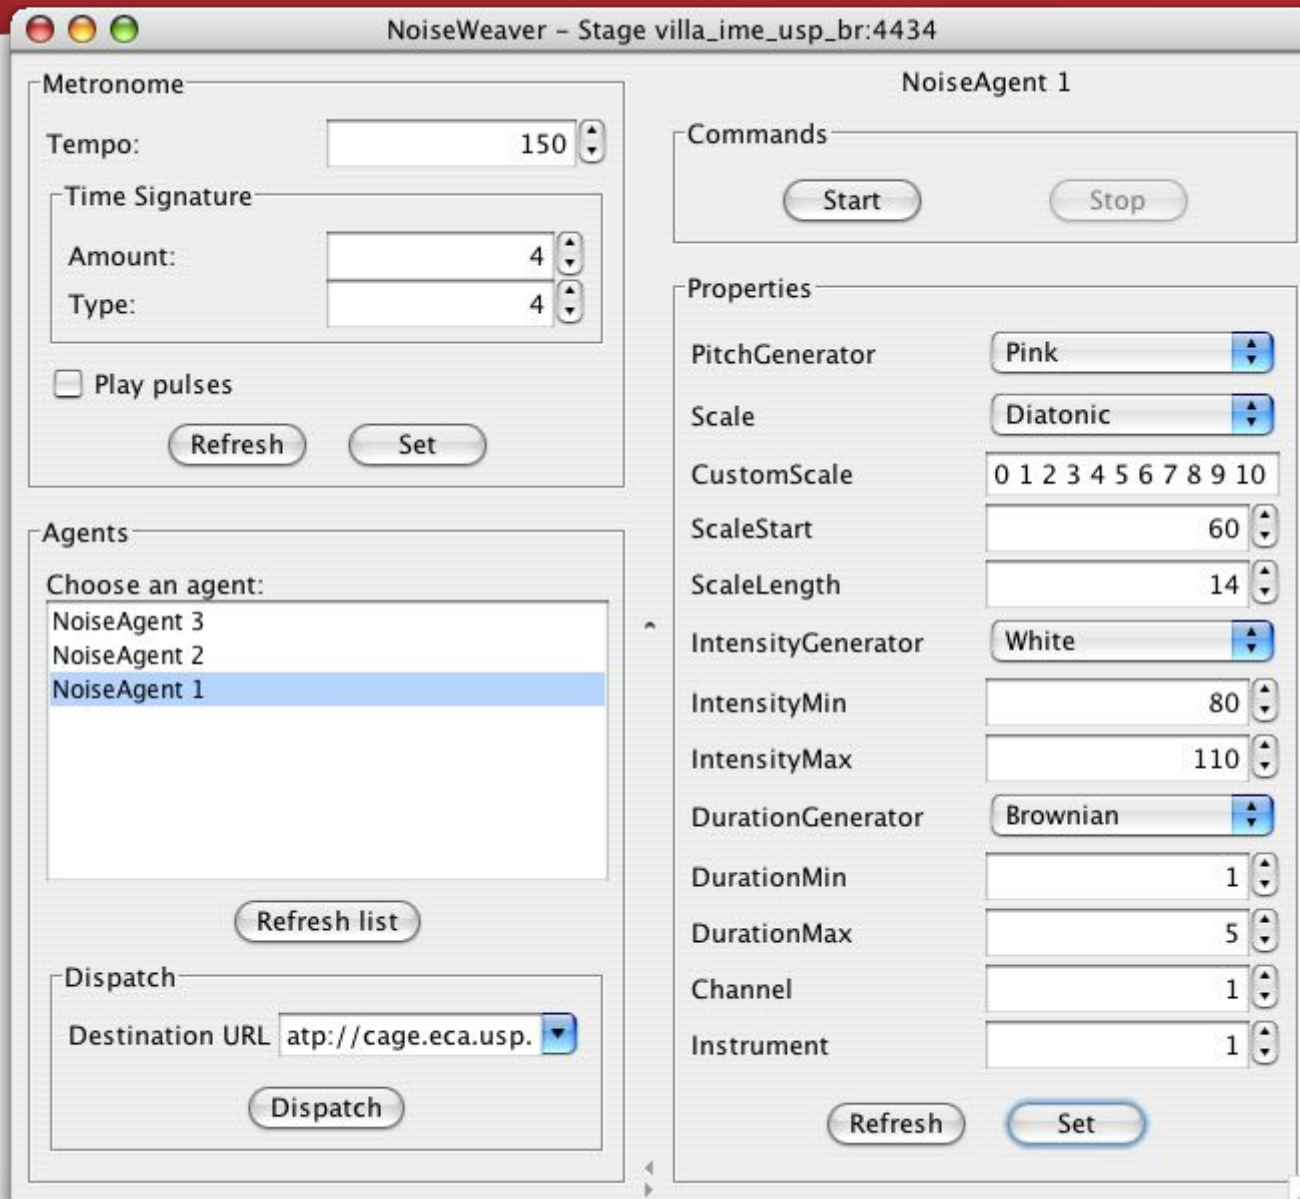 NoiseWeaver – Stage villa_ime_usp_br:4434
Metronome
Tempo: 150
Time Signature
Amount: 4
Type: 4
Play pulses
Refresh Set
Agents
Choose an agent:
NoiseAgent 3
NoiseAgent 2
NoiseAgent 1
Refresh list
Dispatch
Destination URL atp://cage.eca.usp.
Dispatch
NoiseAgent 1
Commands
Start Stop
Properties
PitchGenerator Pink
Scale Diatonic
CustomScale 0 1 2 3 4 5 6 7 8 9 10
ScaleStart 60
ScaleLength 14
IntensityGenerator White
IntensityMin 80
IntensityMax 110
DurationGenerator Brownian
DurationMin 1
DurationMax 5
Channel 1
Instrument 1
Refresh Set